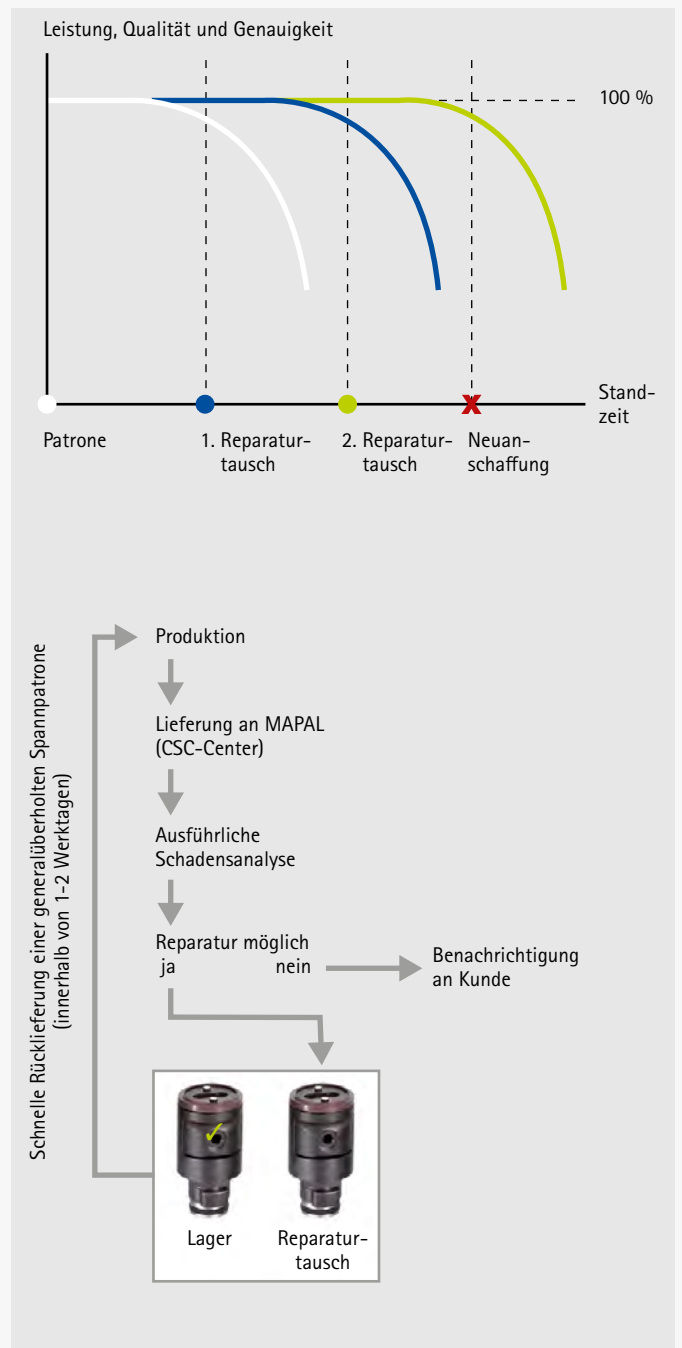 Leistung, Qualität und Genauigkeit
100 %
Stand-
zeit
Patrone
1. Reparatur-
tausch
2. Reparatur-
tausch
Neuan-
schaffung
Schnelle Rücklieferung einer generalüberholten Spannpatrone
(innerhalb von 1-2 Werktagen)
Produktion
Lieferung an MAPAL
(CSC-Center)
Ausführliche
Schadensanalyse
Reparatur möglich
ja nein
Benachrichtigung
an Kunde
Lager
Reparatur-
tausch